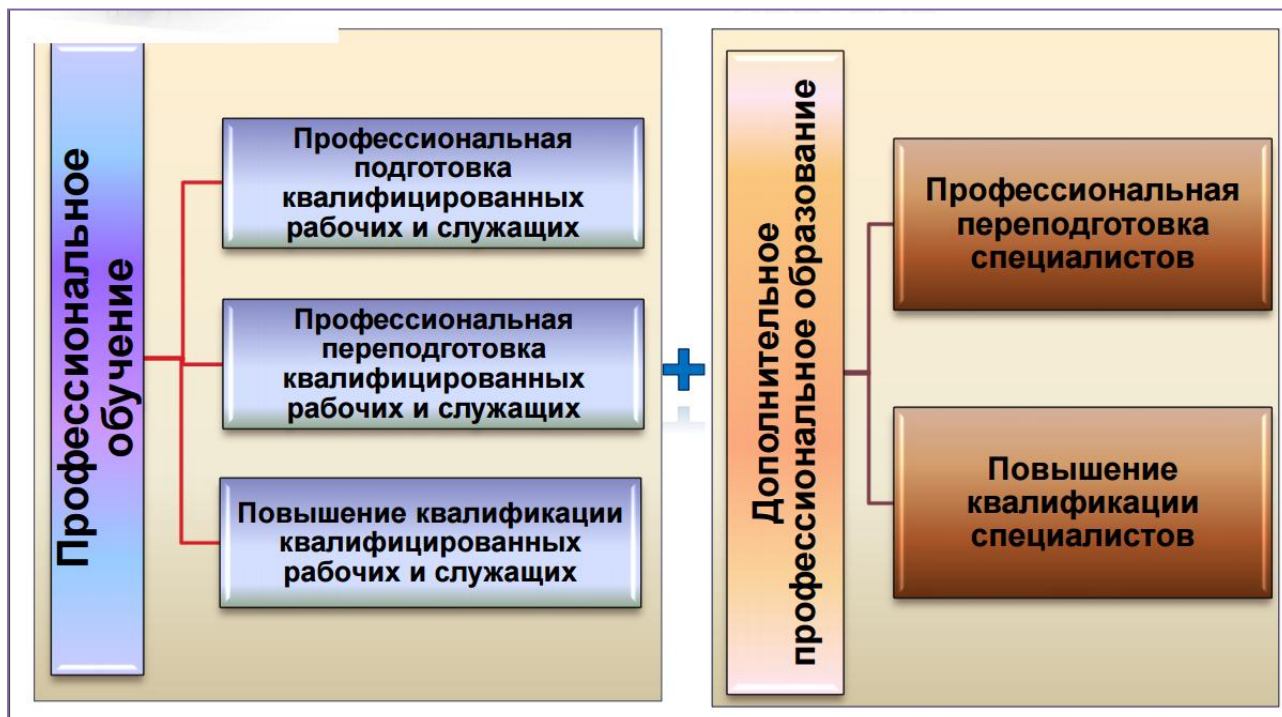 Профессиональное
обучение
Профессиональная
подготовка
квалифицированных
рабочих и служащих
Профессиональная
переподготовка
квалифицированных
рабочих и служащих
Повышение квалификации
квалифицированных
рабочих и служащих
Дополнительное
профессиональное образование
Профессиональная
переподготовка
специалистов
Повышение
квалификации
специалистов